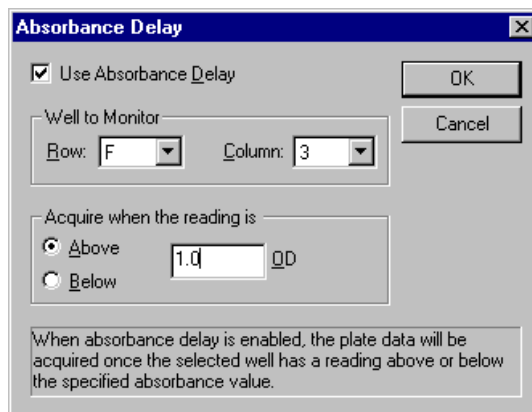 Absorbance Delay
Use Absorbance Delay
OK
Cancel
Well to Monitor
Row: F Column: 3
Acquire when the reading is
Above
1.0 OD
Below
When absorbance delay is enabled, the plate data will be
acquired once the selected well has a reading above or below
the specified absorbance value.